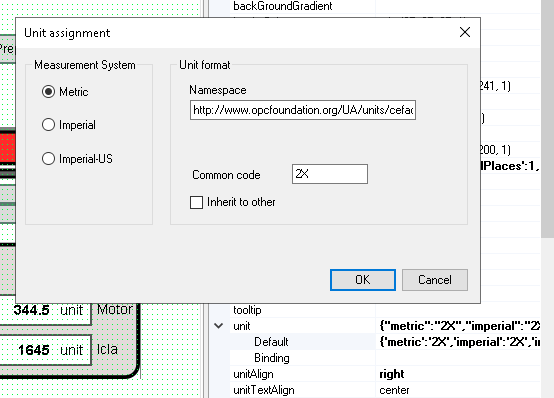 backGroundGradient
Unit assignment
Prep
Measurement System
Metric
Imperial
Imperial-US
Unit format
Namespace
http://www.opcfoundation.org/UA/units/cefac
Common code 2X
Inherit to other
OK Cancel
241, 1)
)
200, 1)
lPlaces':1,
344.5 unit Motor
1645 unit Icla
tooltip
unit {"metric":"2X","imperial":"2X
Default {'metric':'2X','imperial':'2X','i
Binding
unitAlign right
unitTextAlign center